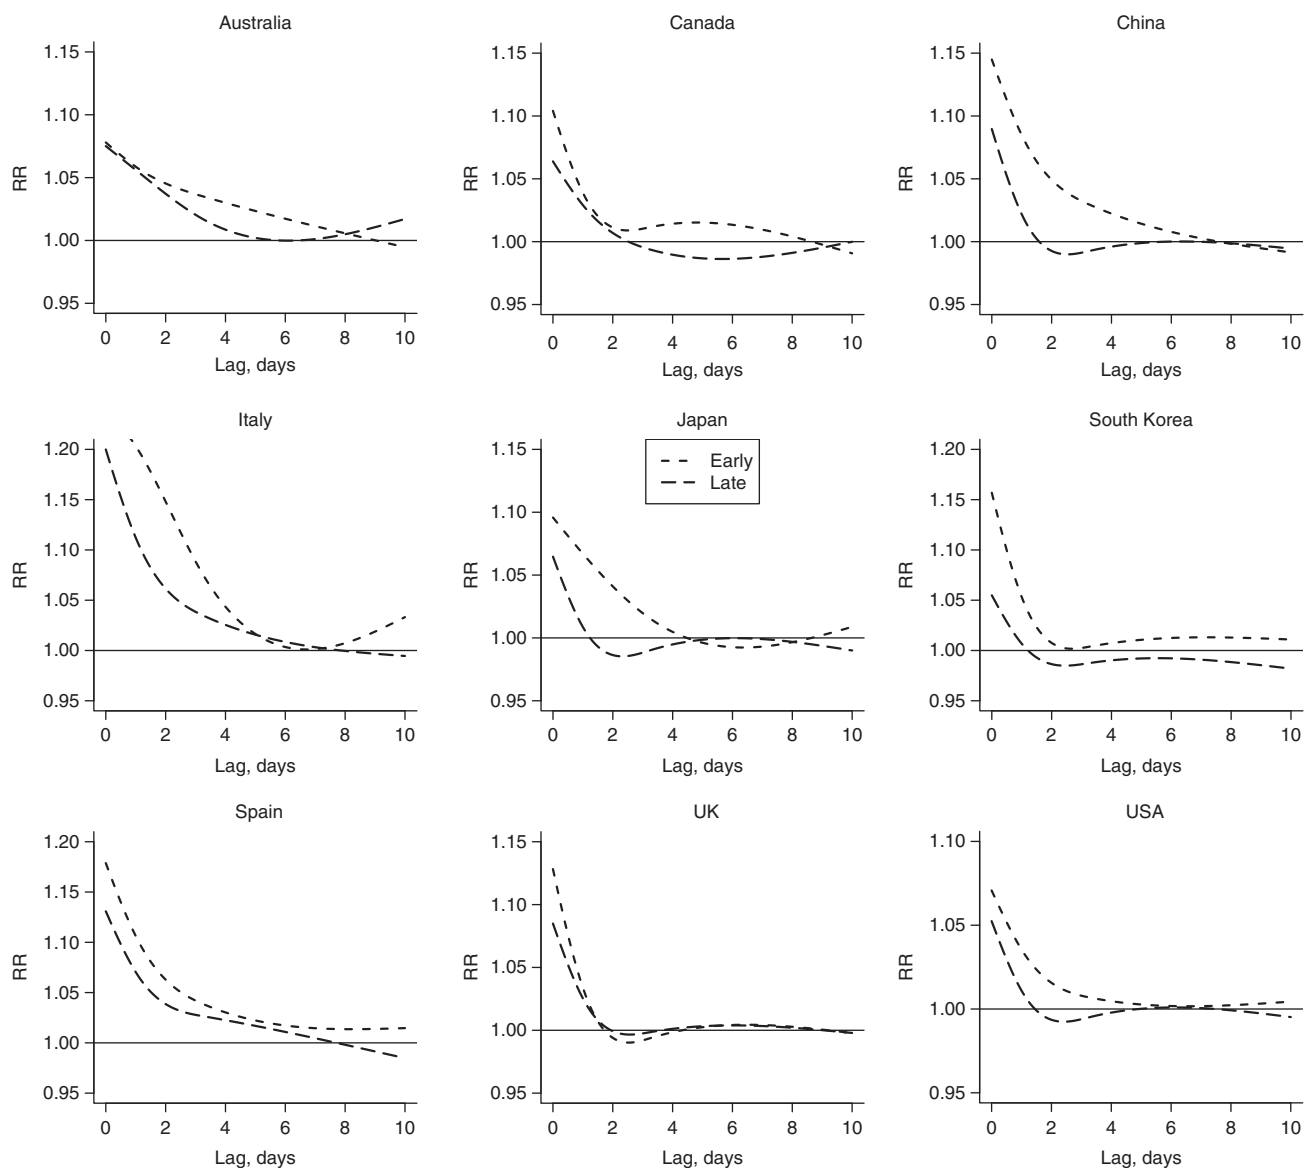 Australia
1.15
1.10
1.05
1.00
0.95
RR
0 2 4 6 8 10
Lag, days
Canada
1.15
1.10
1.05
1.00
0.95
RR
0 2 4 6 8 10
Lag, days
China
1.15
1.10
1.05
1.00
0.95
RR
0 2 4 6 8 10
Lag, days
Italy
1.20
1.15
1.10
1.05
1.00
0.95
RR
0 2 4 6 8 10
Lag, days
Japan
Early
Late
1.15
1.10
1.05
1.00
0.95
RR
0 2 4 6 8 10
Lag, days
South Korea
1.20
1.15
1.10
1.05
1.00
0.95
RR
0 2 4 6 8 10
Lag, days
Spain
1.20
1.15
1.10
1.05
1.00
0.95
RR
0 2 4 6 8 10
Lag, days
UK
1.15
1.10
1.05
1.00
0.95
RR
0 2 4 6 8 10
Lag, days
USA
1.10
1.05
1.00
0.95
RR
0 2 4 6 8 10
Lag, days